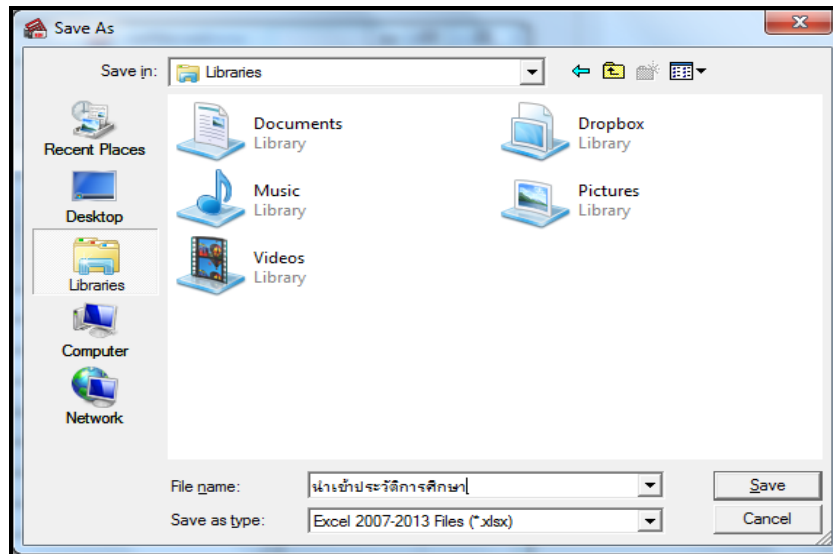 Save As
Save in:
Libraries
Recent Places
Desktop
Libraries
Computer
Network
Documents
Library
Dropbox
Library
Music
Library
Pictures
Library
Videos
Library
File name:
นำเข้าประวัติการศึกษา
Save
Save as type:
Excel 2007-2013 Files (*.xlsx)
Cancel